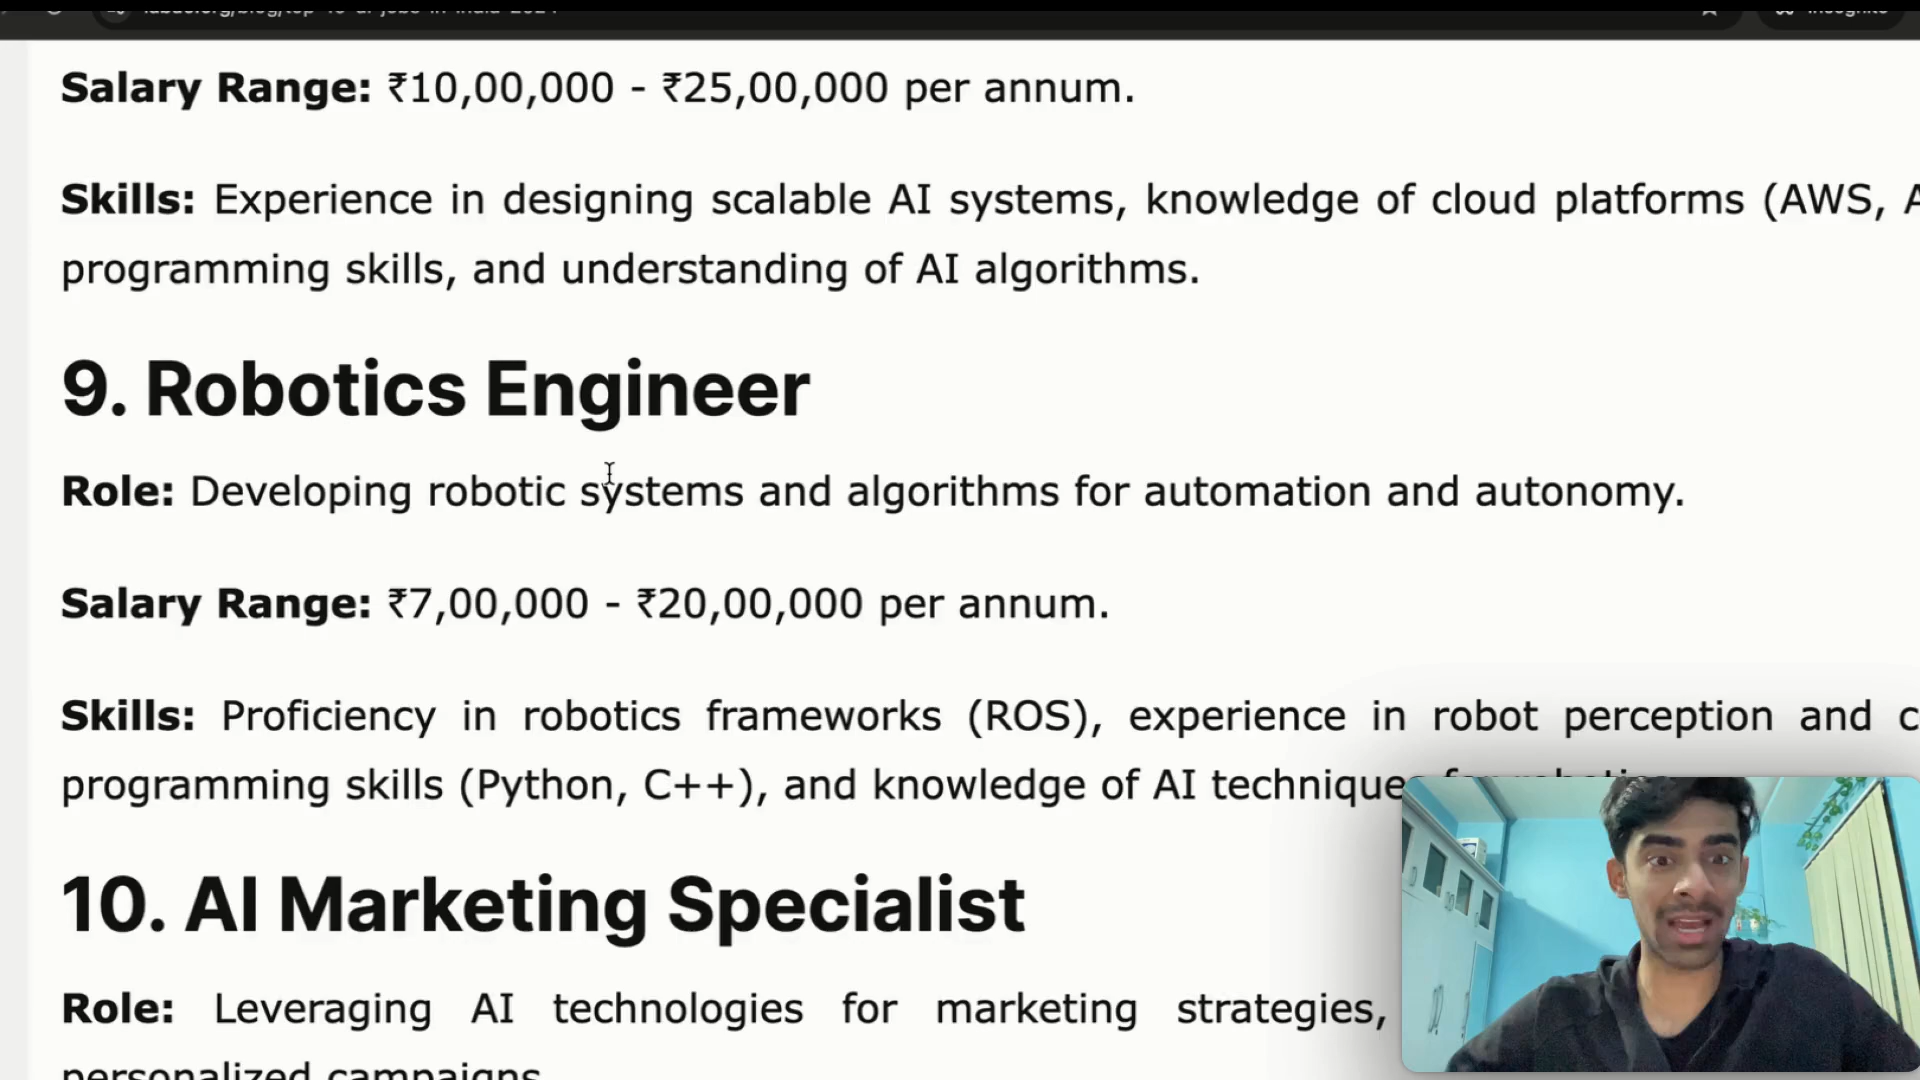 Salary Range: ₹10,00,000 - ₹25,00,000 per annum.
Skills: Experience in designing scalable AI systems, knowledge of cloud platforms (AWS, A
programming skills, and understanding of AI algorithms.
9. Robotics Engineer
Role: Developing robotic systems and algorithms for automation and autonomy.
Salary Range: ₹7,00,000 - ₹20,00,000 per annum.
Skills: Proficiency in robotics frameworks (ROS), experience in robot perception and c
programming skills (Python, C++), and knowledge of AI technique
10. AI Marketing Specialist
Role: Leveraging AI technologies for marketing strategies,
personalized campaigns